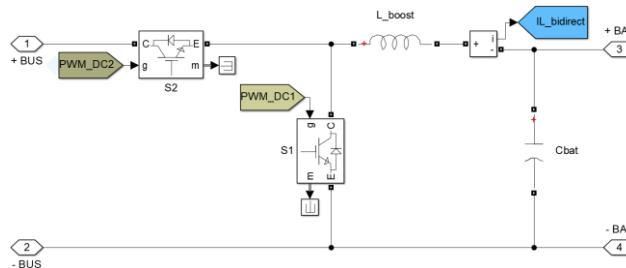 L_boost
IL_bidirect
i
+
-
1
+ BUS
C
E
g
m
PWM_DC2
S2
+ BA
3
PWM_DC1
g
C
S1
m
E
+
Cbat
2
- BUS
- BA
4